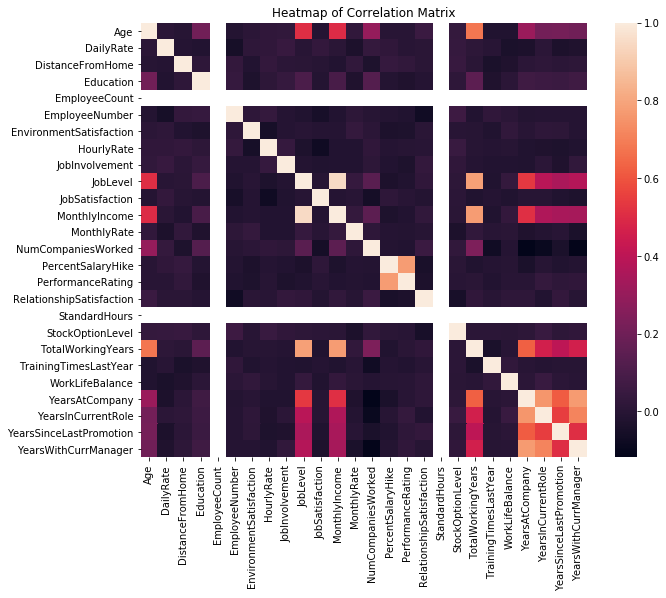 Heatmap of Correlation Matrix
Age
DailyRate
DistanceFromHome
Education
EmployeeCount
EmployeeNumber
EnvironmentSatisfaction
HourlyRate
JobInvolvement
JobLevel
JobSatisfaction
MonthlyIncome
MonthlyRate
NumCompaniesWorked
PercentSalaryHike
PerformanceRating
RelationshipSatisfaction
StandardHours
StockOptionLevel
TotalWorkingYears
TrainingTimesLastYear
WorkLifeBalance
YearsAtCompany
YearsInCurrentRole
YearsSinceLastPromotion
YearsWithCurrManager
Age
DailyRate
DistanceFromHome
Education
EmployeeCount
EmployeeNumber
EnvironmentSatisfaction
HourlyRate
JobInvolvement
JobLevel
JobSatisfaction
MonthlyIncome
MonthlyRate
NumCompaniesWorked
PercentSalaryHike
PerformanceRating
RelationshipSatisfaction
StandardHours
StockOptionLevel
TotalWorkingYears
TrainingTimesLastYear
WorkLifeBalance
YearsAtCompany
YearsInCurrentRole
YearsSinceLastPromotion
YearsWithCurrManager
1.0
0.8
0.6
0.4
0.2
0.0